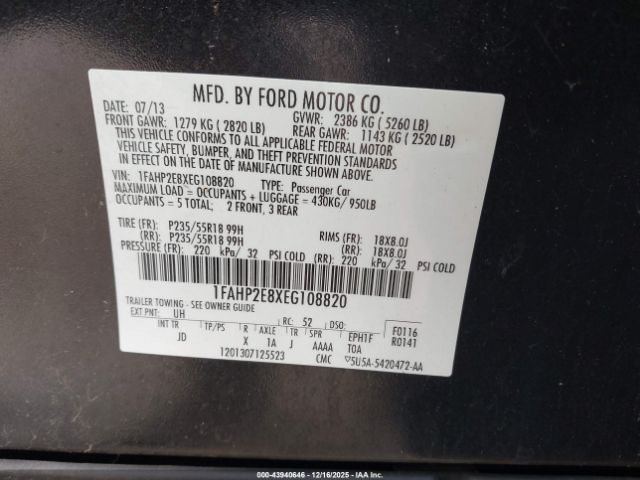 MFD. BY FORD MOTOR CO.
DATE: 07/13 GVWR: 2386 KG ( 5260 LB)
FRONT GAWR: 1279 KG ( 2820 LB) REAR GAWR: 1143 KG ( 2520 LB)
THIS VEHICLE CONFORMS TO ALL APPLICABLE FEDERAL MOTOR
VEHICLE SAFETY, BUMPER, AND THEFT PREVENTION STANDARDS
IN EFFECT ON THE DATE OF MANUFACTURE SHOWN ABOVE.
VIN: 1FAHP2E8XEG108820 TYPE: Passenger Car
MAXIMUM LOAD = OCCUPANTS + LUGGAGE = 430KG/ 950LB
OCCUPANTS = 5 TOTAL; 2 FRONT, 3 REAR
TIRE (FR): P235/55R18 99H RIMS (FR): 18X8.0J
(RR): P235/55R18 99H (RR): 18X8.0J
PRESSURE (FR): 220 kPa/ 32 PSI COLD (RR): 220 kPa/ 32 PSI COLD
1FAHP2E8XEG108820
TRAILER TOWING - SEE OWNER GUIDE
EXT PNT: UH RC: 52 DSO: F0116
INT TR TP/PS R AXLE TR SPR EPH1F R0141
JD X 1A J AAAA TOA
1201307125523 CMC 5U5A-5420472-AA
000-43940646 - 12/16/2025 - IAA, INC.